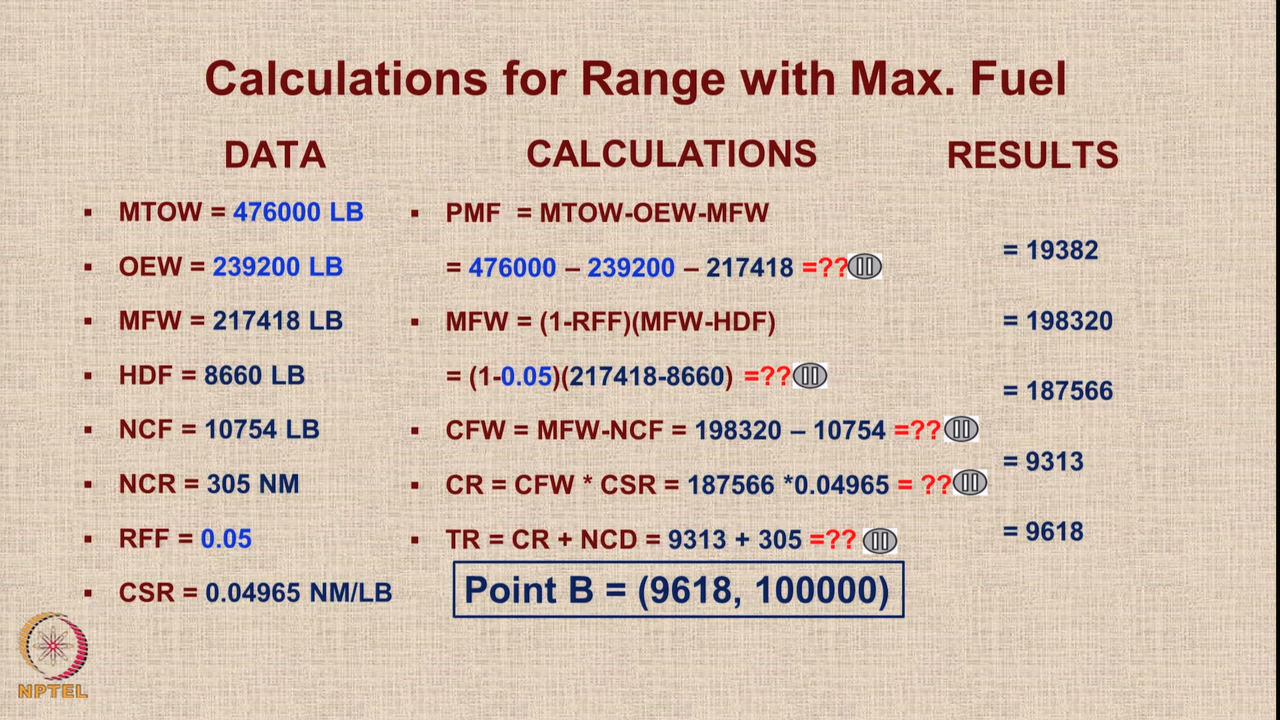 Calculations for Range with Max. Fuel
DATA
CALCULATIONS
RESULTS
▪ MTOW = 476000 LB
▪ OEW = 239200 LB
▪ MFW = 217418 LB
▪ HDF = 8660 LB
▪ NCF = 10754 LB
▪ NCR = 305 NM
▪ RFF = 0.05
▪ CSR = 0.04965 NM/LB
▪ PMF = MTOW-OEW-MFW
= 476000 – 239200 – 217418 =??
▪ MFW = (1-RFF)(MFW-HDF)
= (1-0.05)(217418-8660) =??
▪ CFW = MFW-NCF = 198320 – 10754 =??
▪ CR = CFW * CSR = 187566 *0.04965 = ??
▪ TR = CR + NCD = 9313 + 305 =??
Point B = (9618, 100000)
= 19382
= 198320
= 187566
= 9313
= 9618
NPTEL